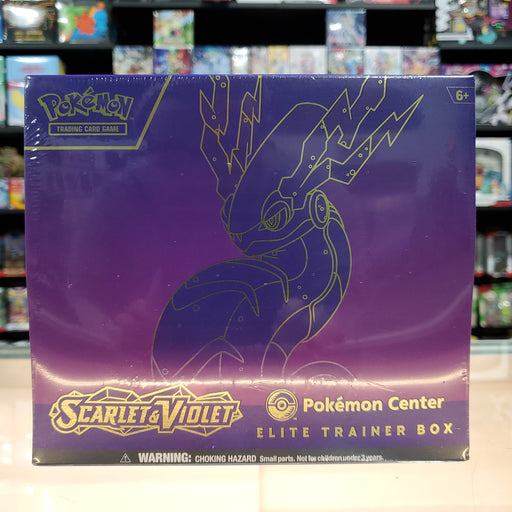 POKÉMON
TRADING CARD GAME
6+
SCARLET & VIOLET
Pokémon Center
ELITE TRAINER BOX
WARNING: CHOKING HAZARD Small parts. Not for children under 3 years.